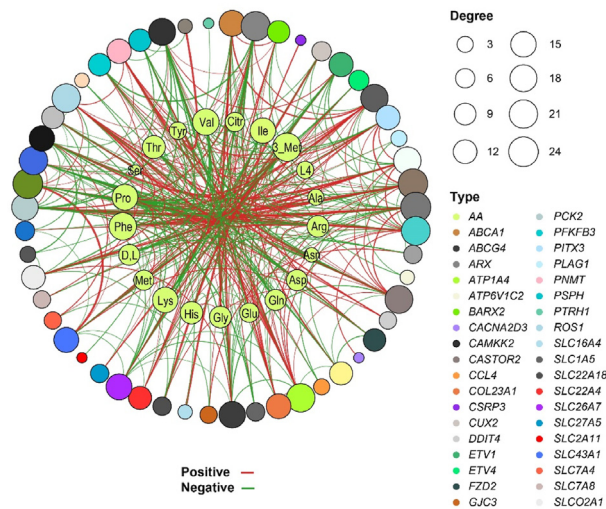 Degree
3 15
6 18
9 21
12 24
Type
AA PCK2
ABCA1 PFKFB3
ABCG4 PITX3
ARX PLAG1
ATP1A4 PNMT
ATP6V1C2 PSPH
BARX2 PTRH1
CACNA2D3 ROS1
CAMKK2 SLC16A4
CASTOR2 SLC1A5
CCL4 SLC22A18
COL23A1 SLC22A4
CSRP3 SLC26A7
CUX2 SLC27A5
DDIT4 SLC2A11
ETV1 SLC43A1
ETV4 SLC7A4
FZD2 SLC7A8
GJC3 SLCO2A1
Val
Citr
Ile
3_Met
L4
Ala
Arg
Asn
Asp
Gln
Glu
Gly
His
Lys
Met
D,L
Phe
Pro
Ser
Thr
Tyr
Positive
Negative